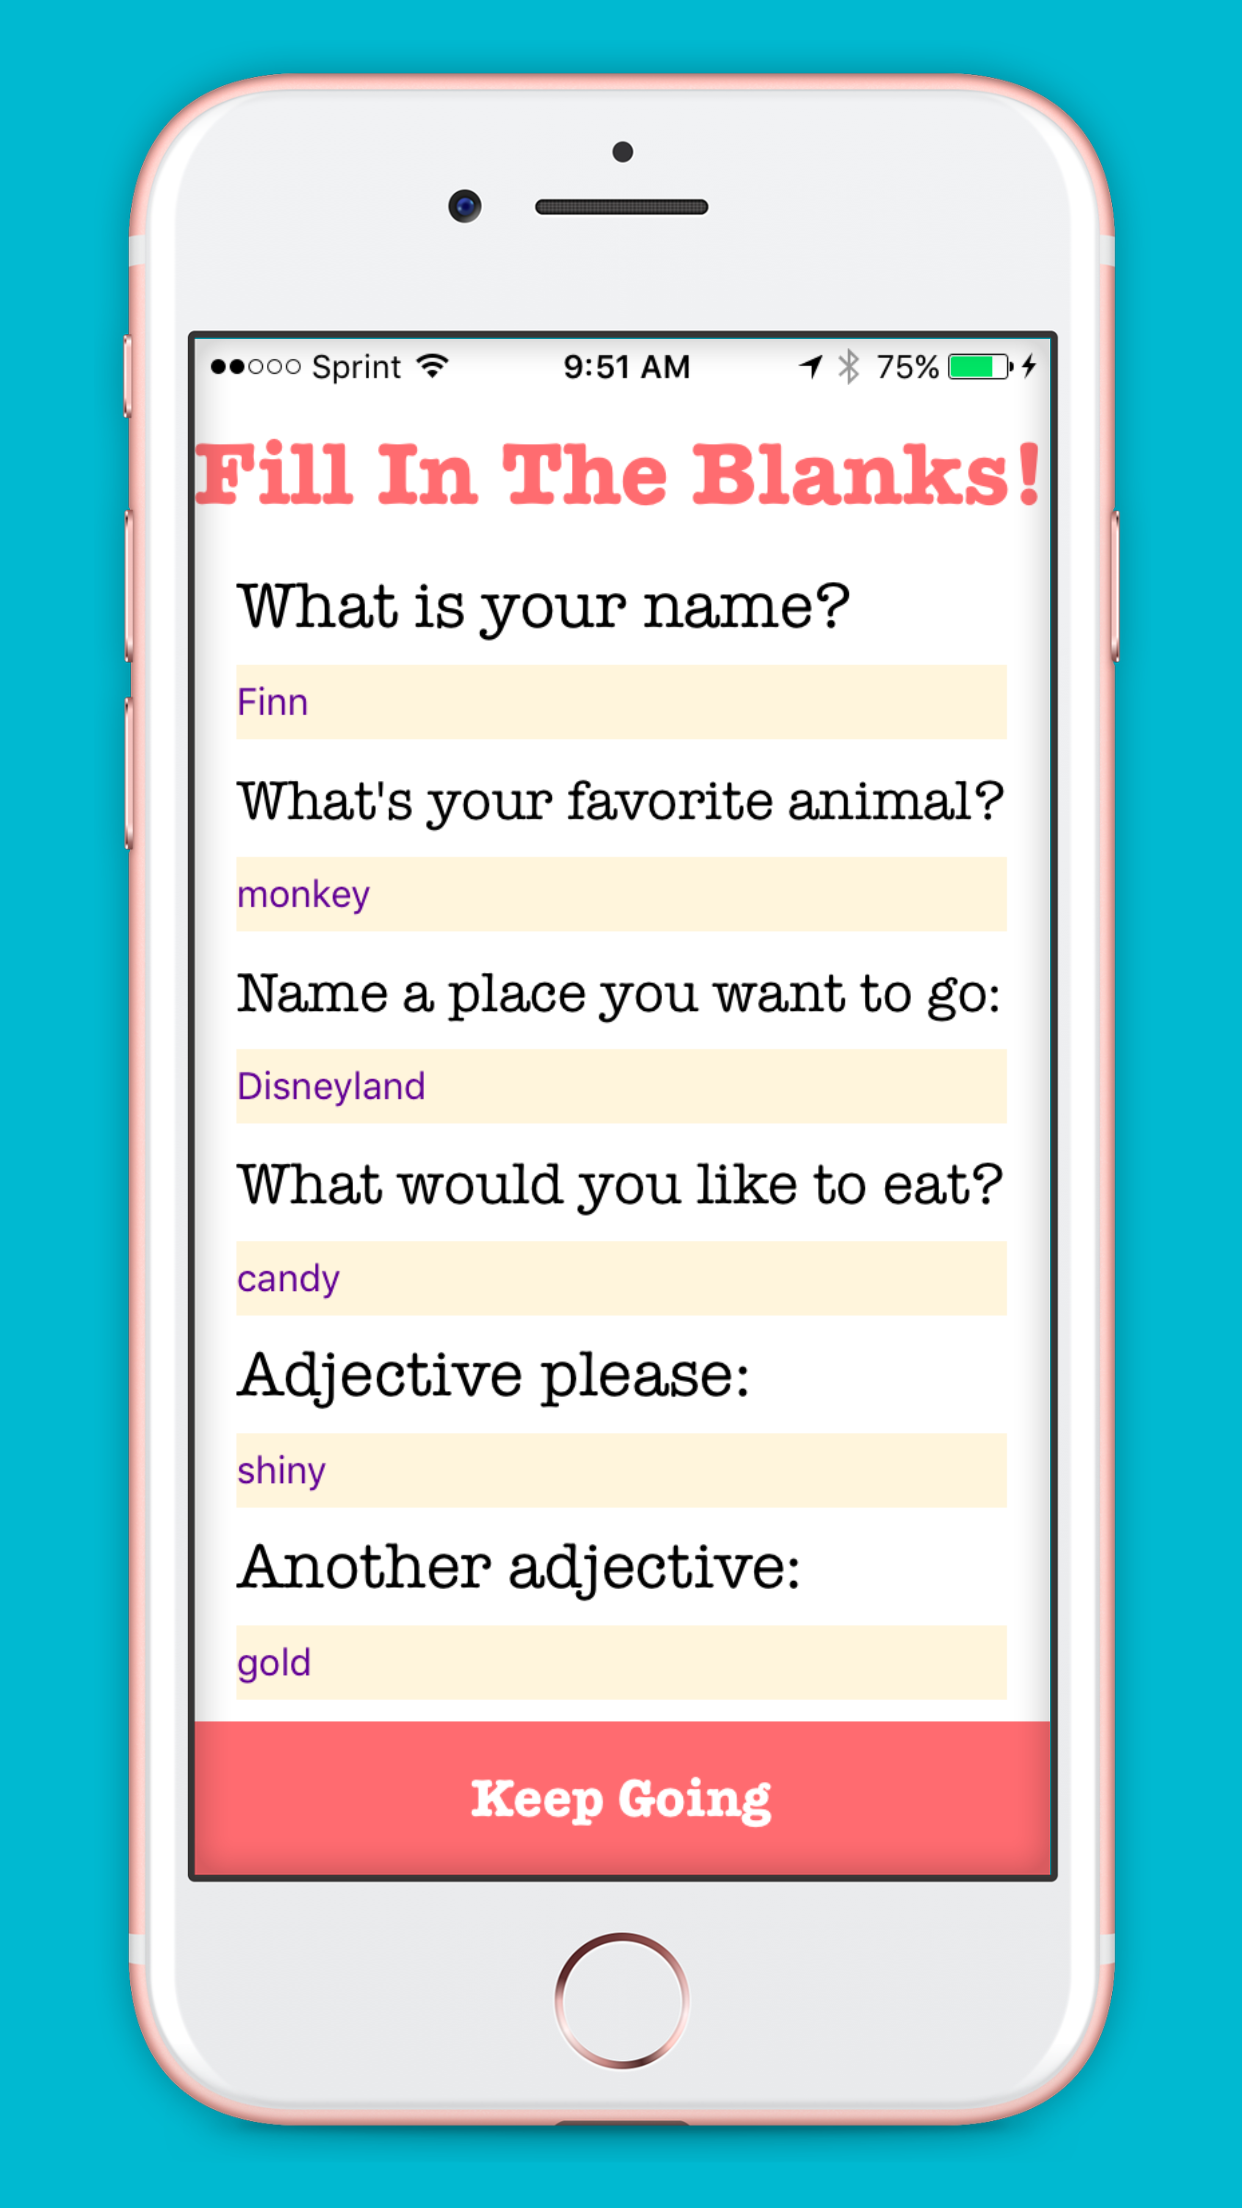 Sprint 9:51 AM 75%
Fill In The Blanks!
What is your name?
Finn
What's your favorite animal?
monkey
Name a place you want to go:
Disneyland
What would you like to eat?
candy
Adjective please:
shiny
Another adjective:
gold
Keep Going